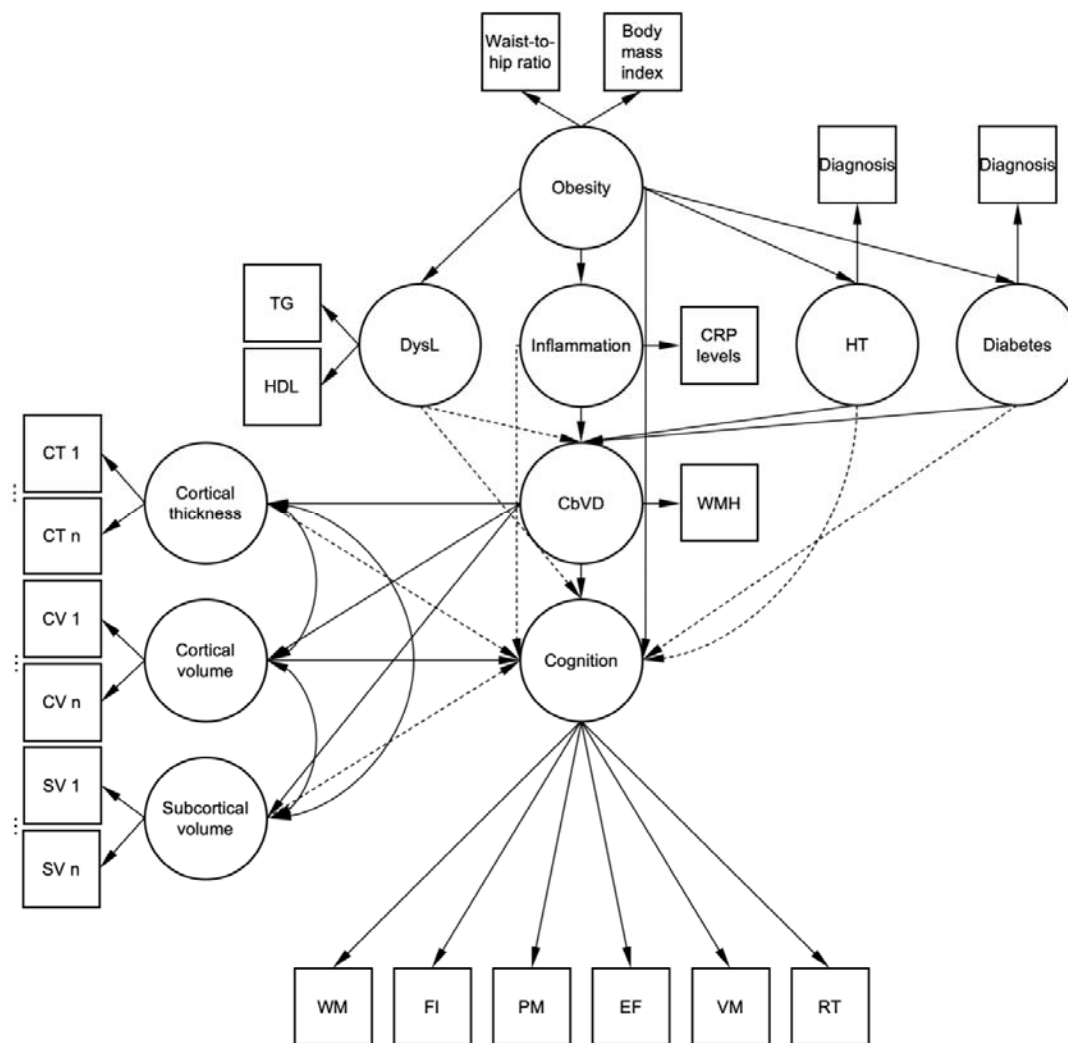 Waist-to-
hip ratio
Body
mass
index
Obesity
Diagnosis
Diagnosis
TG
HDL
DysL
Inflammation
CRP
levels
HT
Diabetes
CT 1
...
CT n
Cortical
thickness
CbVD
WMH
CV 1
...
CV n
Cortical
volume
Cognition
SV 1
...
SV n
Subcortical
volume
WM
FI
PM
EF
VM
RT